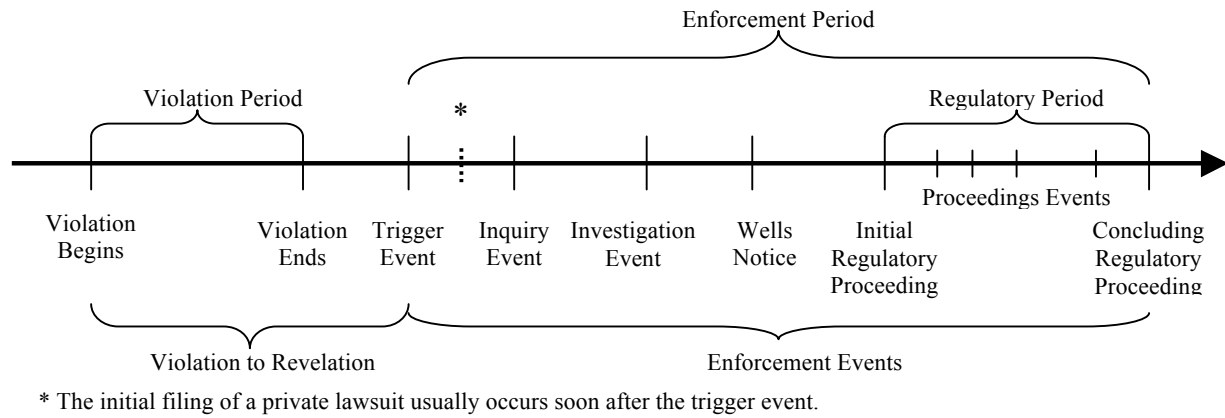 Enforcement Period
Violation Period
*
Regulatory Period
Proceedings Events
Violation
Begins
Violation
Ends
Trigger
Event
Inquiry
Event
Investigation
Event
Wells
Notice
Initial
Regulatory
Proceeding
Concluding
Regulatory
Proceeding
Violation to Revelation
Enforcement Events
* The initial filing of a private lawsuit usually occurs soon after the trigger event.